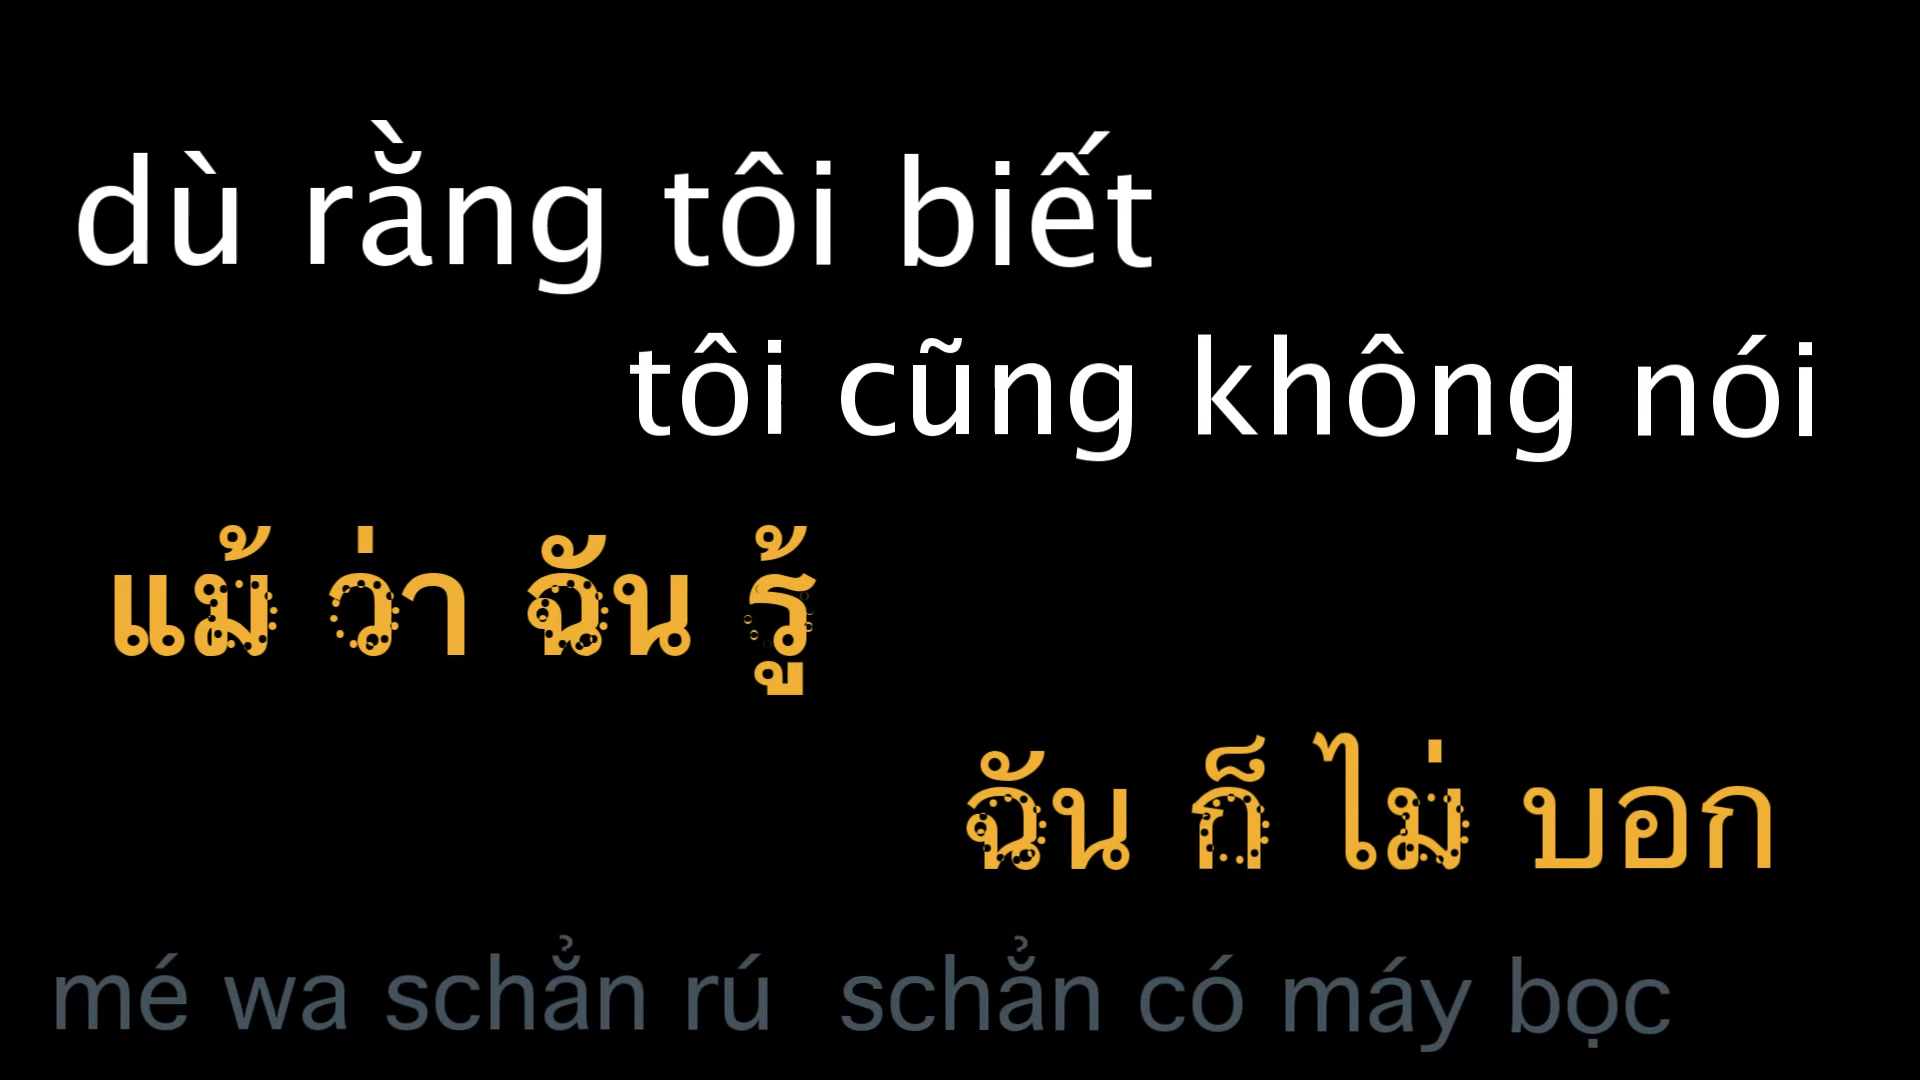 dù rằng tôi biết
tôi cũng không nói
แม้ ว่า ฉัน รู้
ฉัน ก็ ไม่ บอก
mé wa schẳn rú schẳn có máy bọc